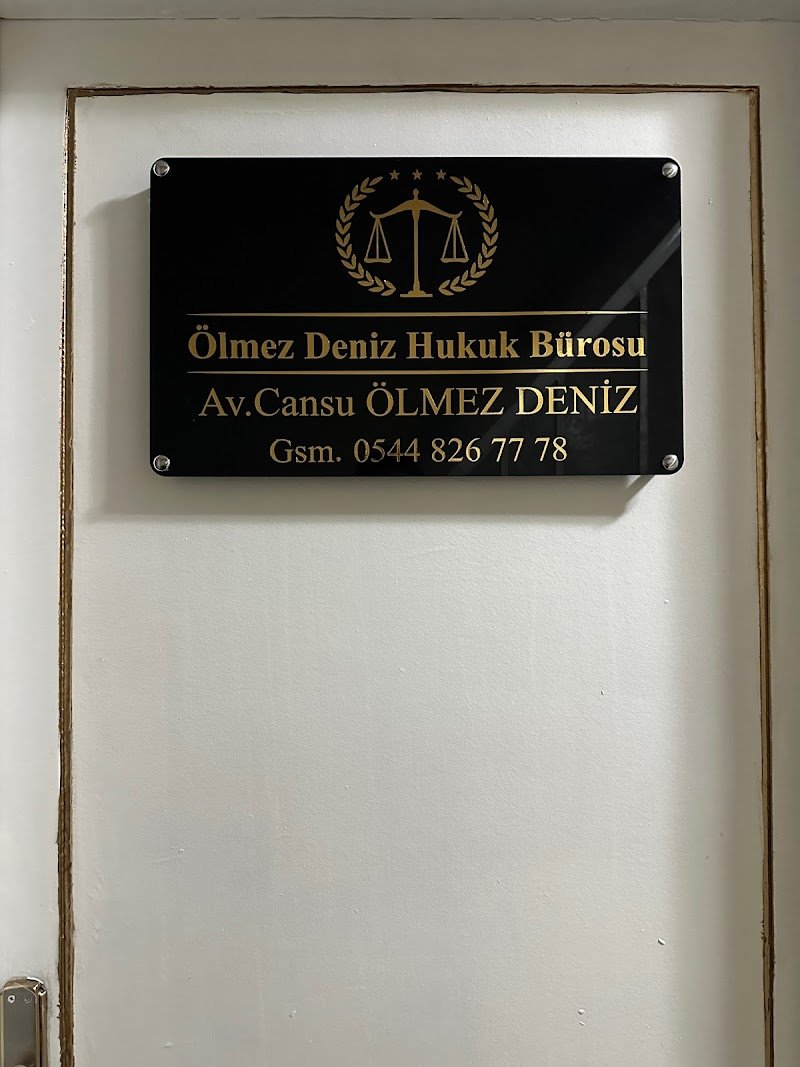 Ölmez Deniz Hukuk Bürosu
Av.Cansu ÖLMEZ DENİZ
Gsm. 0544 826 77 78